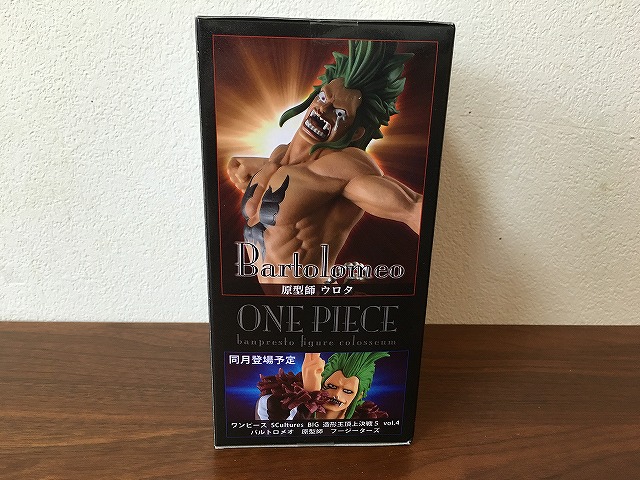 Bartolomeo
原型師 ウロタ
ONE PIECE
banpresto figure colosseum
同月登場予定
ワンピース SCultures BIG 造形王頂上決戦5 vol.4
バルトロメオ 原型師 フージーターズ